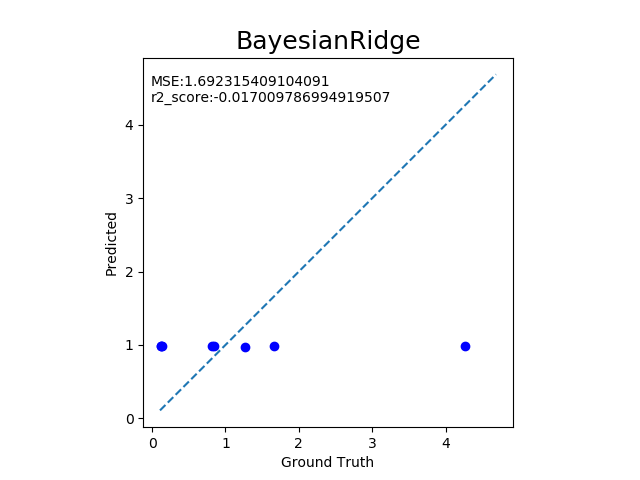 BayesianRidge
MSE:1.692315409104091
r2_score:-0.017009786994919507
4
3
2
1
0
Predicted
0 1 2 3 4
Ground Truth